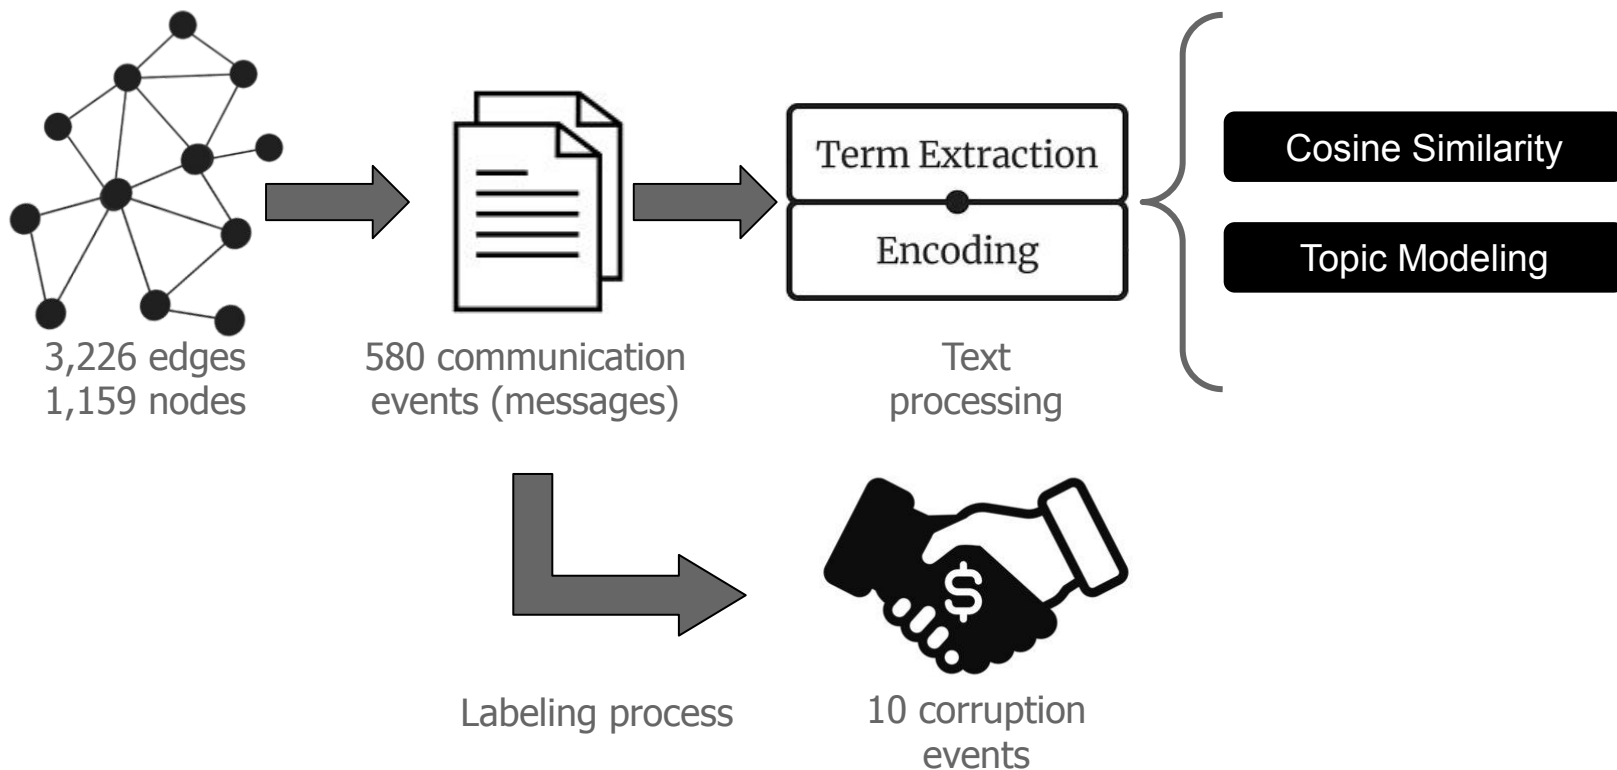 Term Extraction
Encoding
Cosine Similarity
Topic Modeling
3,226 edges
1,159 nodes
580 communication
events (messages)
Text
processing
$
Labeling process
10 corruption
events